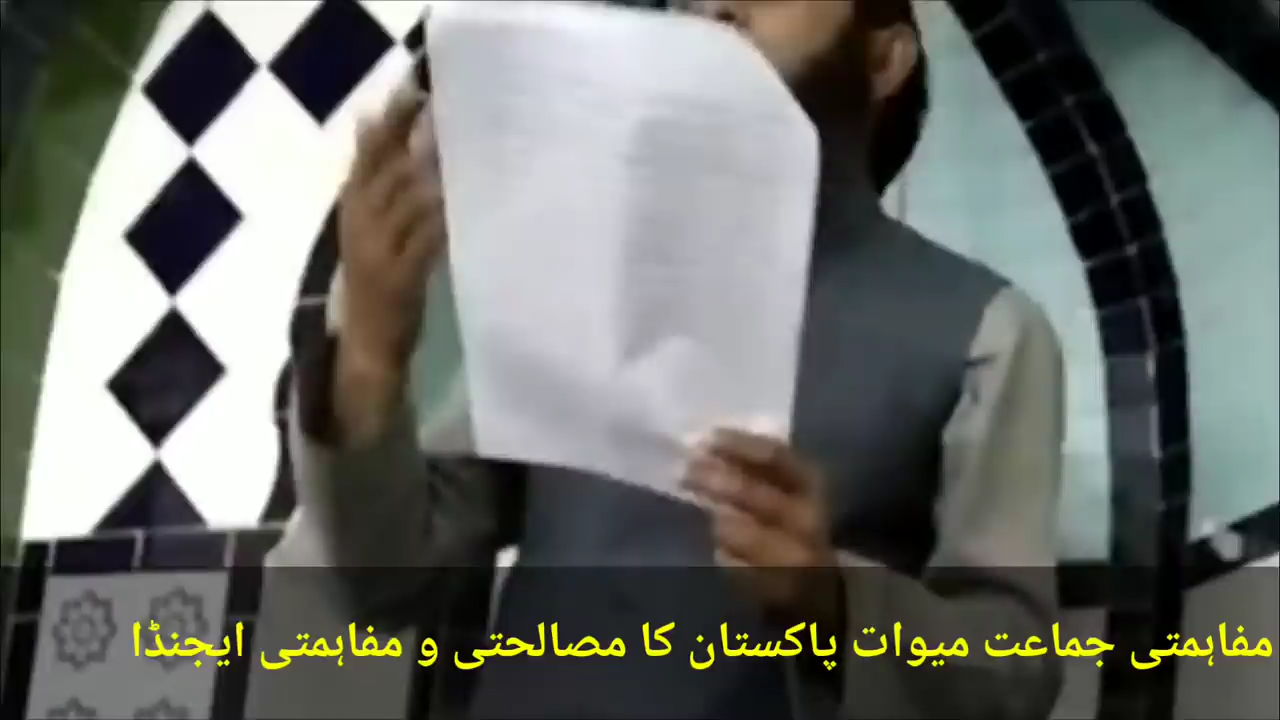 مفاہمتی جماعت میوات پاکستان کا مصالحتی و مفاہمتی ایجنڈا